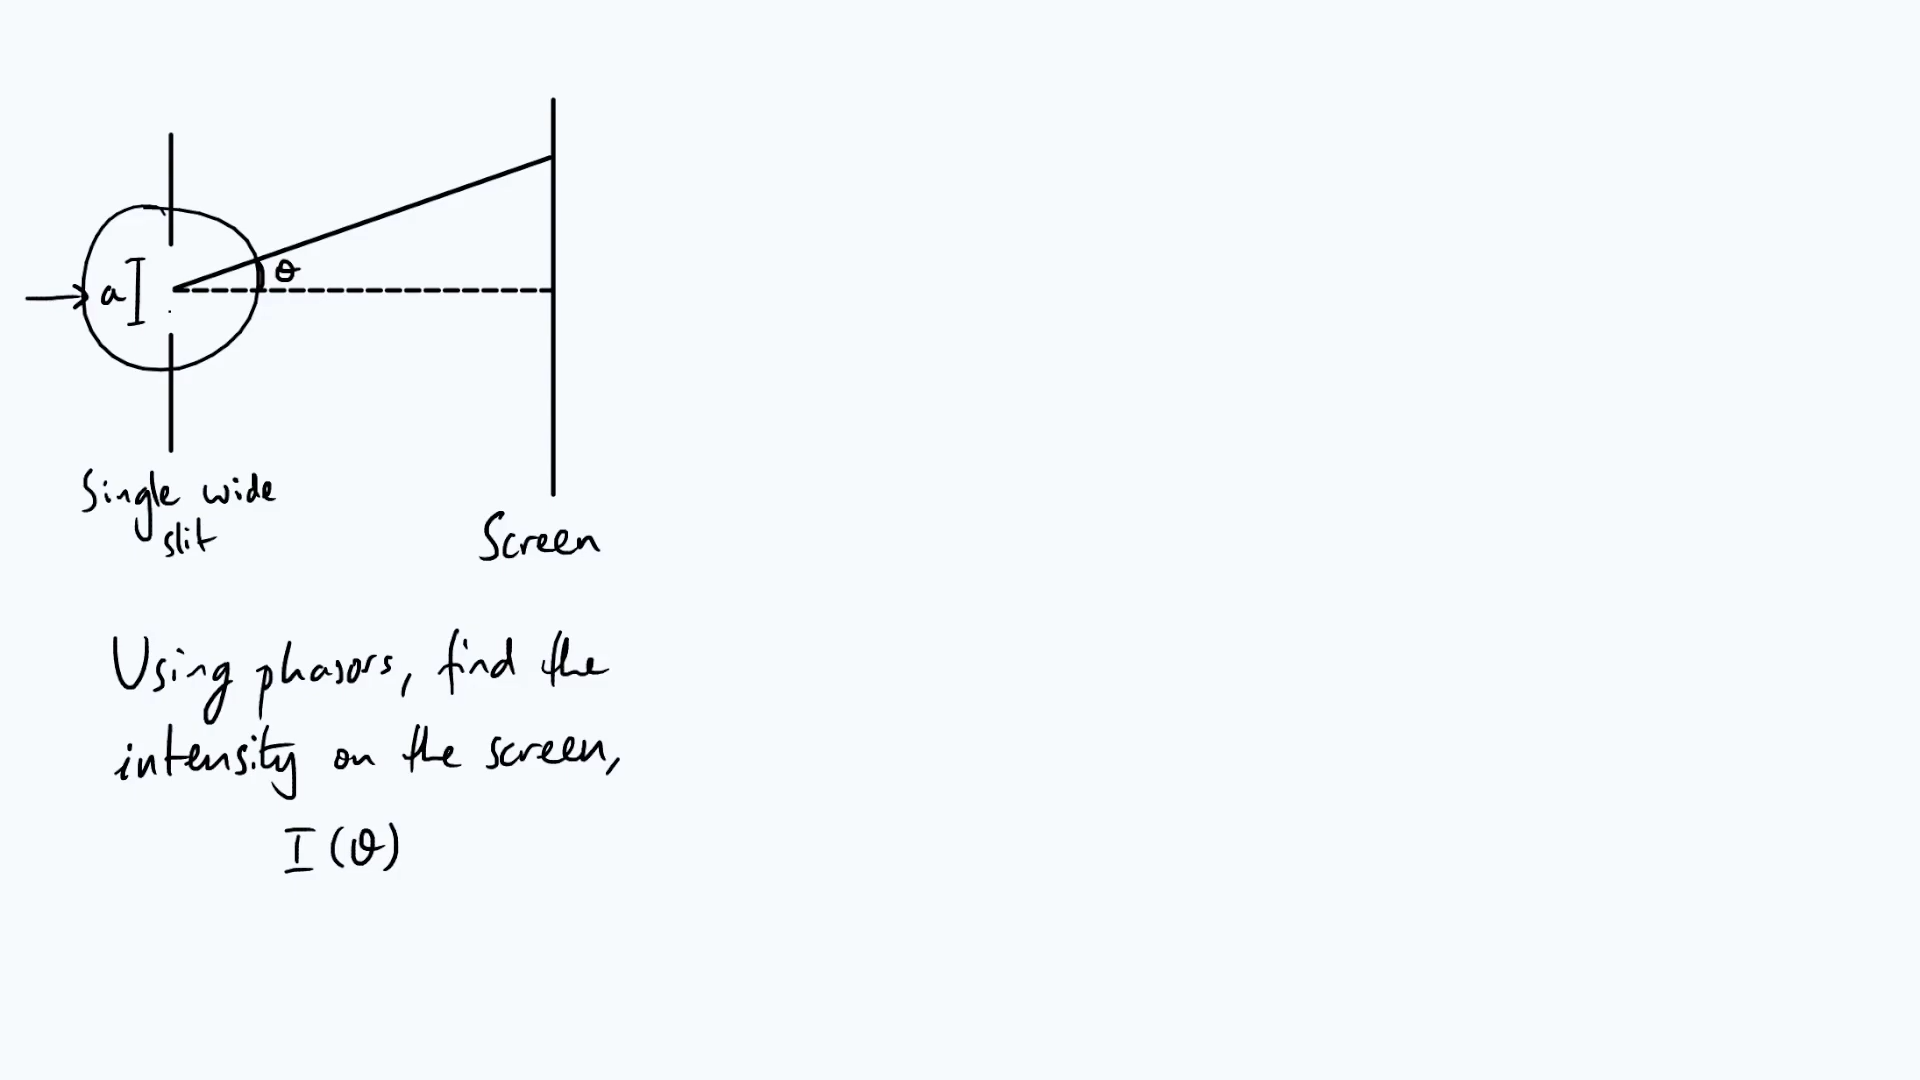 θ
a
Single wide
slit
Screen
Using phasors, find the
intensity on the screen,
I(θ)